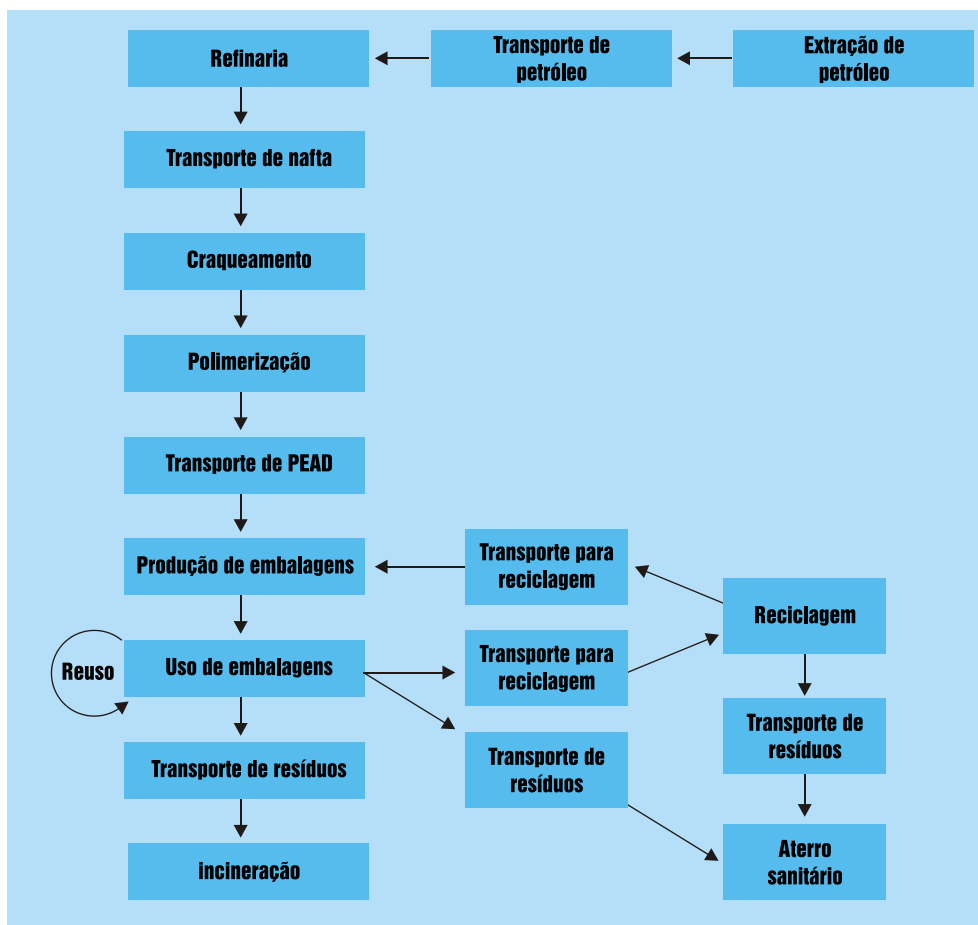 Refinaria
Transporte de
petróleo
Extração de
petróleo
Transporte de nafta
Craqueamento
Polimerização
Transporte de PEAD
Produção de embalagens
Transporte para
reciclagem
Reciclagem
Reuso
Uso de embalagens
Transporte para
reciclagem
Transporte de
resíduos
Transporte de resíduos
Transporte de
resíduos
incineração
Aterro
sanitário